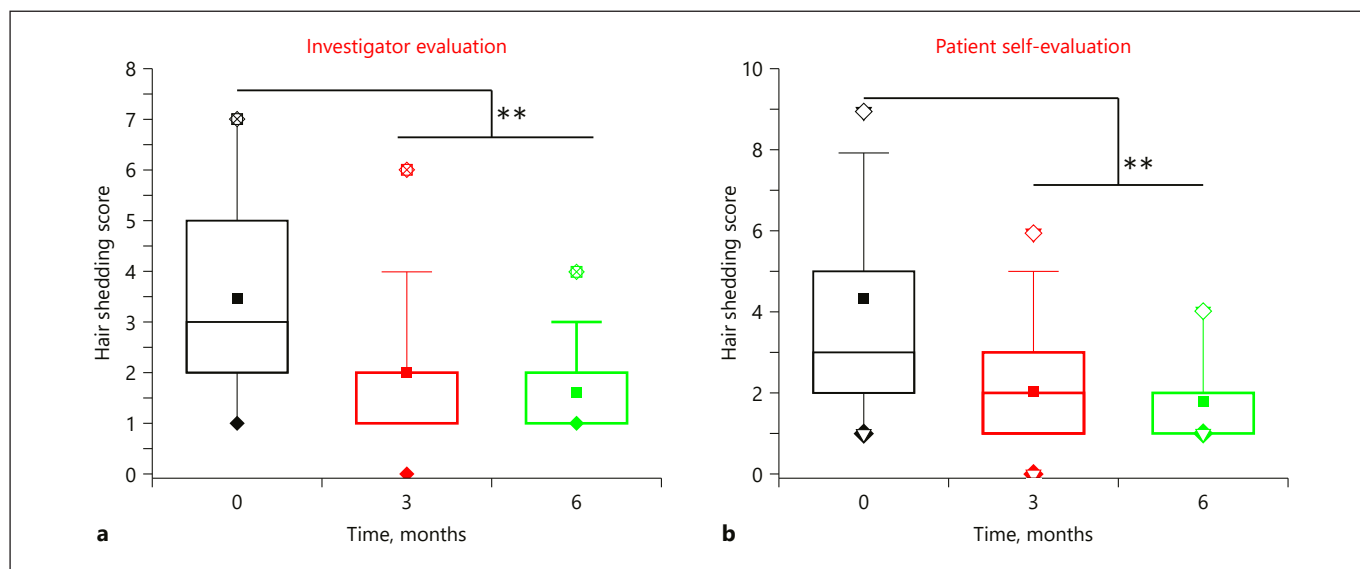 Investigator evaluation
Hair shedding score
8
7
6
5
4
3
2
1
0
**
0 3 6
Time, months
a
Patient self-evaluation
Hair shedding score
10
8
6
4
2
0
**
0 3 6
Time, months
b